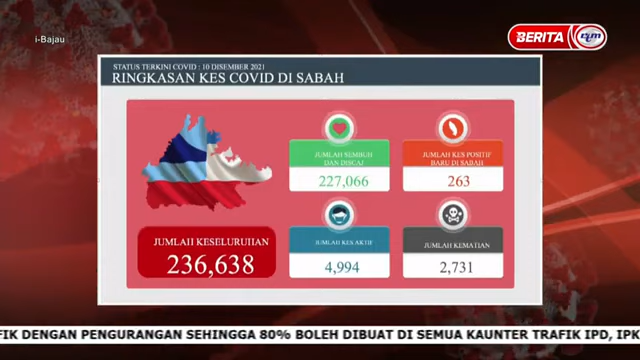 i-Bajau
BERITA rtm
STATUS TERKINI COVID : 10 DISEMBER 2021
RINGKASAN KES COVID DI SABAH
JUMLAH SEMBUH
DAN DISCAJ
227,066
JUMLAH KES POSITIF
BARU DI SABAH
263
JUMLAH KESELURUHAN
236,638
JUMLAH KES AKTIF
4,994
JUMLAH KEMATIAN
2,731
FIK DENGAN PENGURANGAN SEHINGGA 80% BOLEH DIBUAT DI SEMUA KAUNTER TRAFIK IPD, IPK